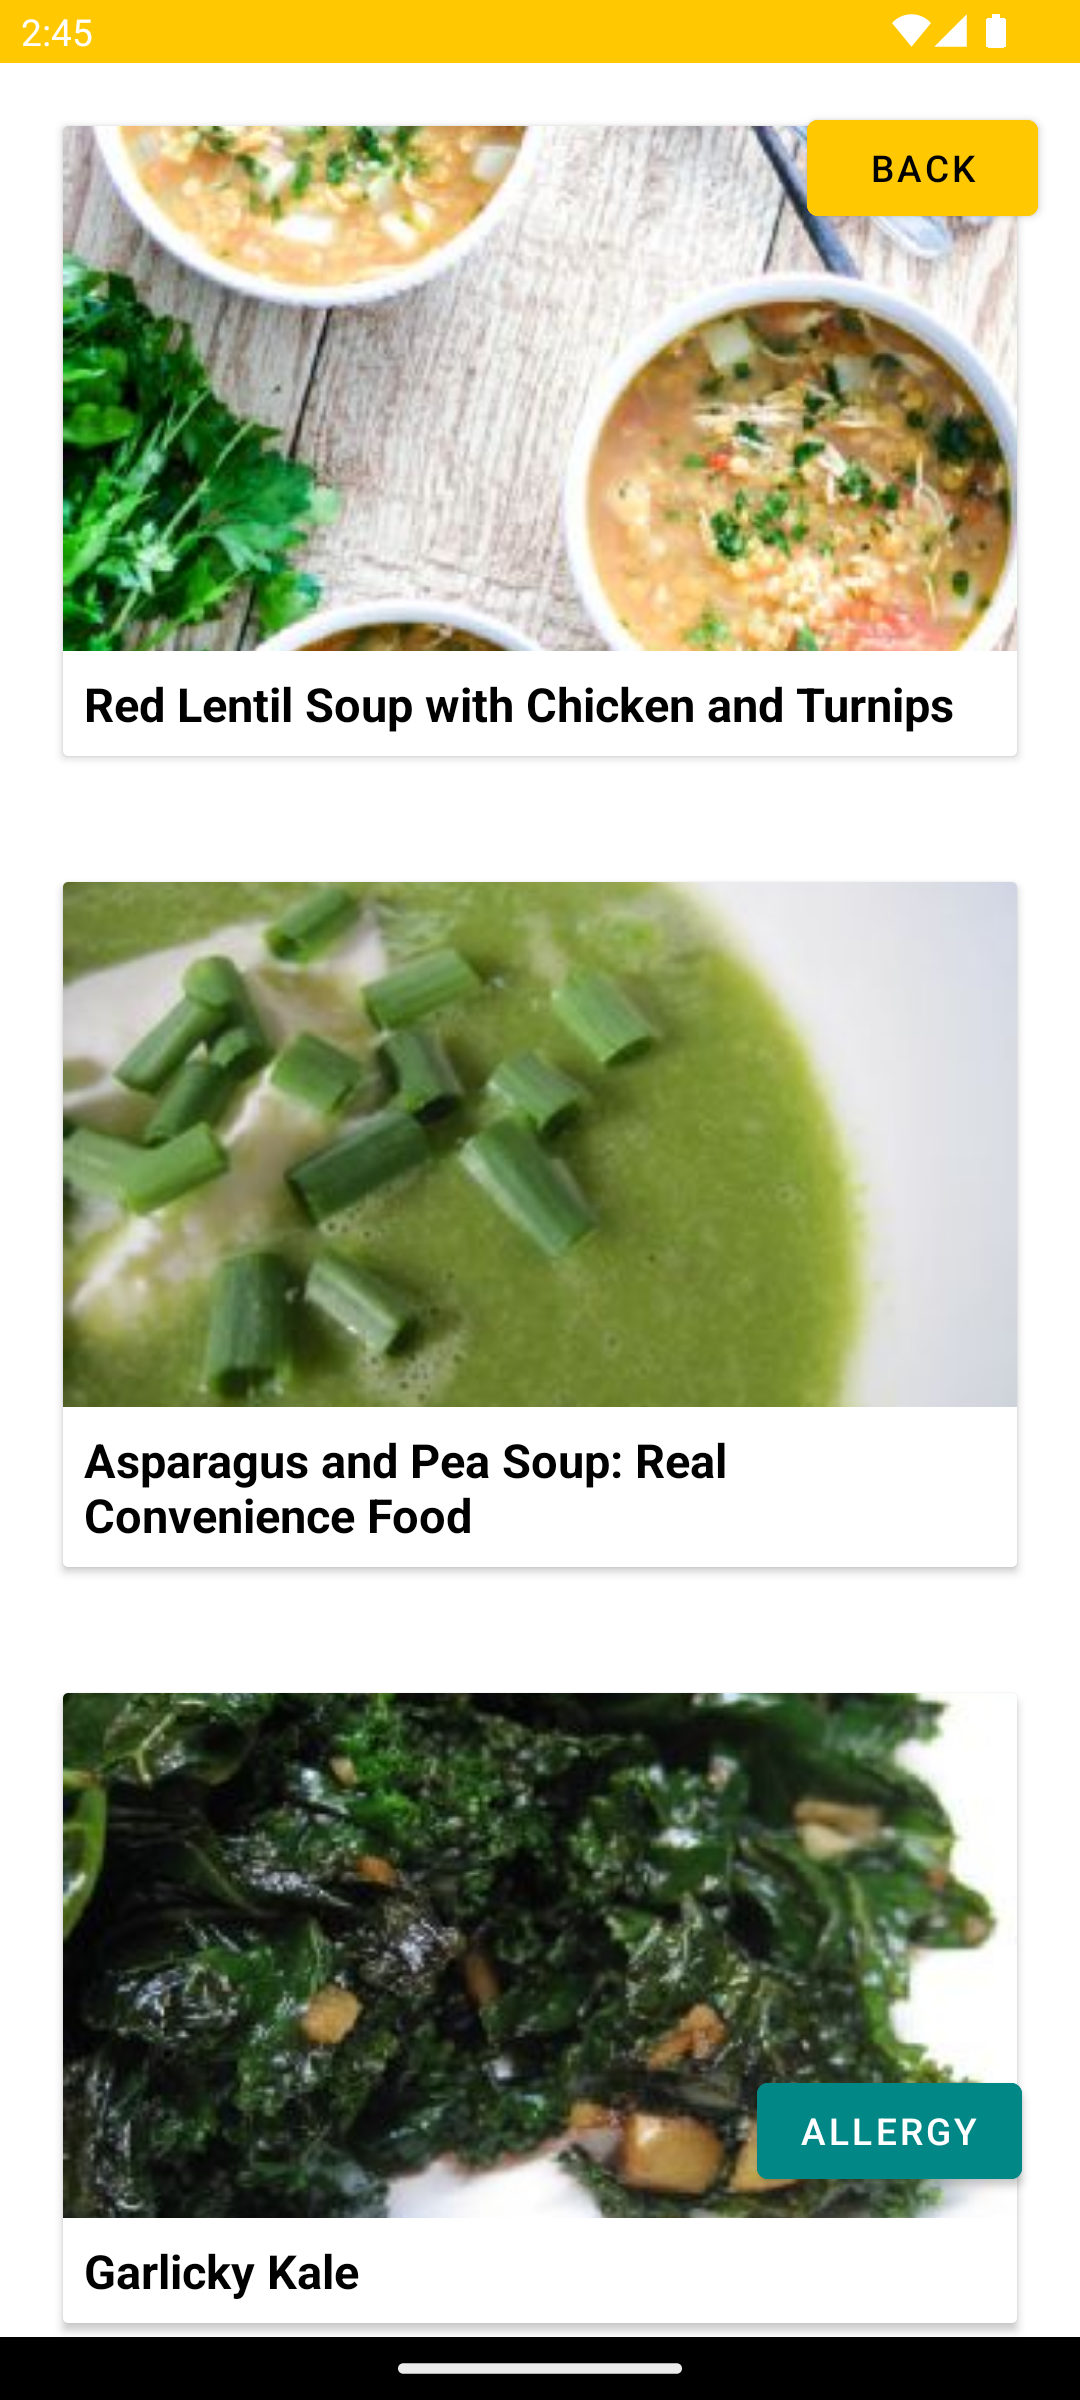 2:45
BACK
Red Lentil Soup with Chicken and Turnips
Asparagus and Pea Soup: Real
Convenience Food
ALLERGY
Garlicky Kale